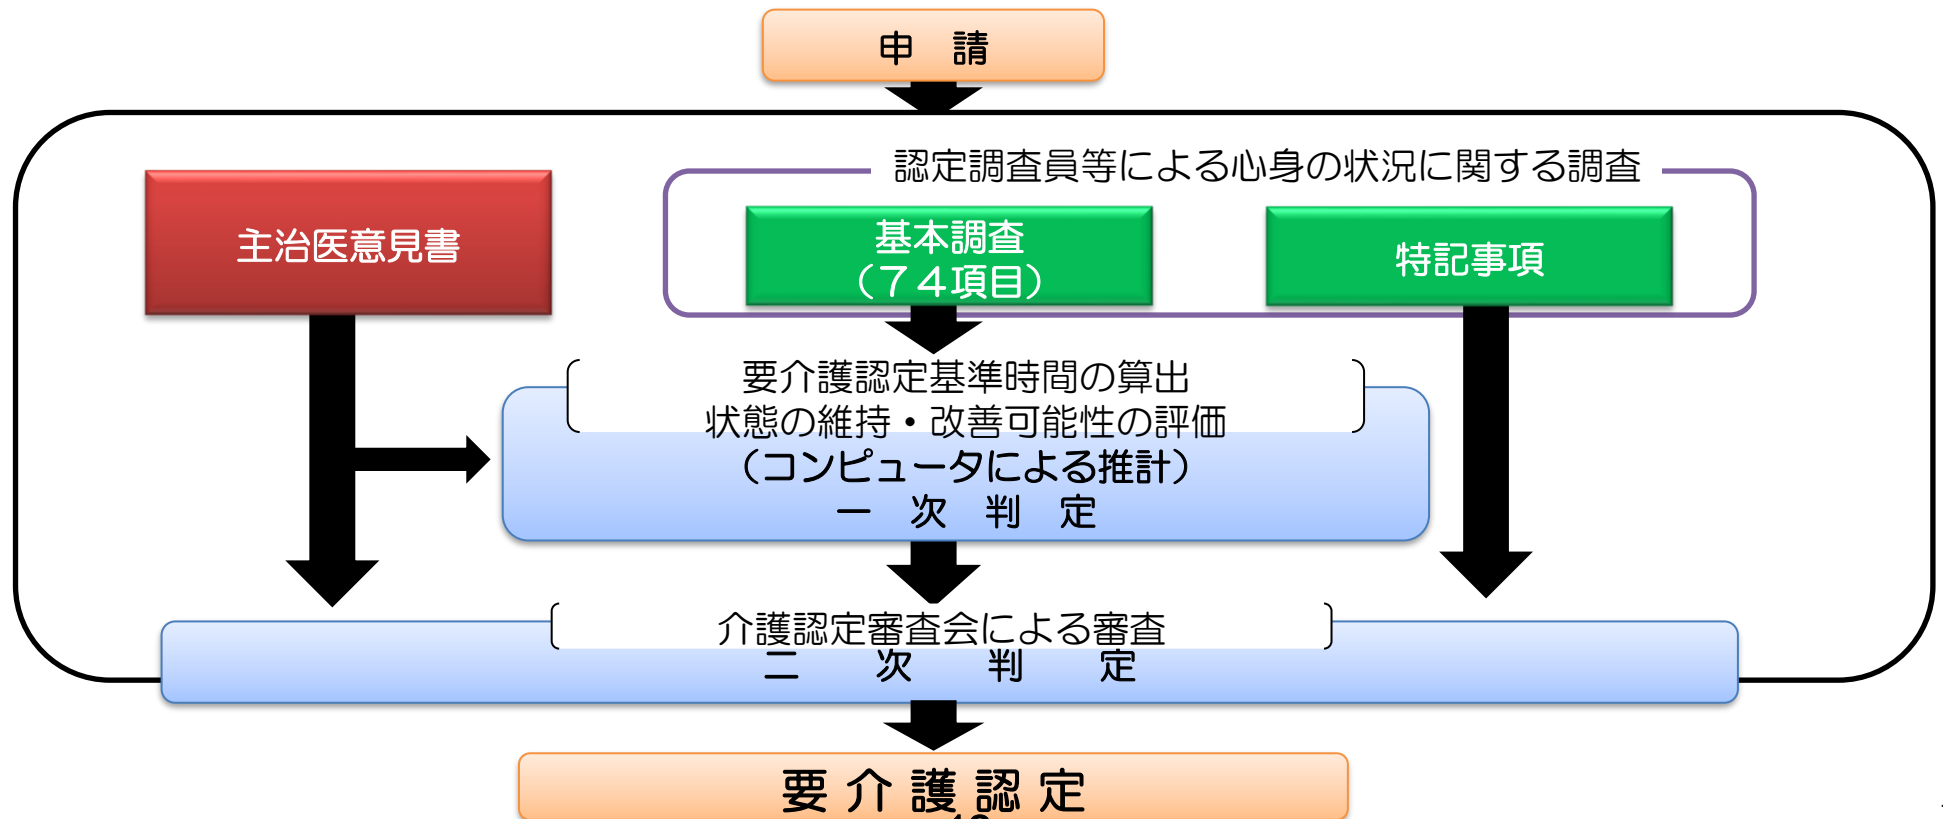 申　請
認定調査員等による心身の状況に関する調査
主治医意見書
基本調査
（７４項目）
特記事項
要介護認定基準時間の算出
状態の維持・改善可能性の評価
（コンピュータによる推計）
一　次　判　定
介護認定審査会による審査
二　　次　　判　　定
要 介 護 認 定